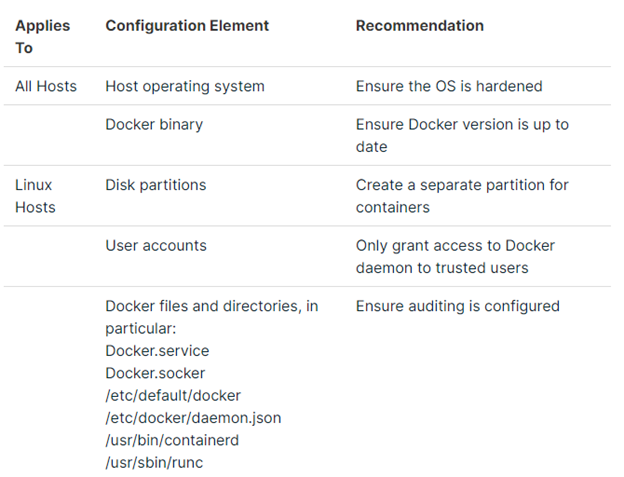 Applies To Configuration Element Recommendation
All Hosts Host operating system Ensure the OS is hardened
Docker binary Ensure Docker version is up to
date
Linux Disk partitions Create a separate partition for
Hosts containers
User accounts Only grant access to Docker
daemon to trusted users
Docker files and directories, in Ensure auditing is configured
particular:
Docker.service
Docker.socker
/etc/default/docker
/etc/docker/daemon.json
/usr/bin/containerd
/usr/sbin/runc